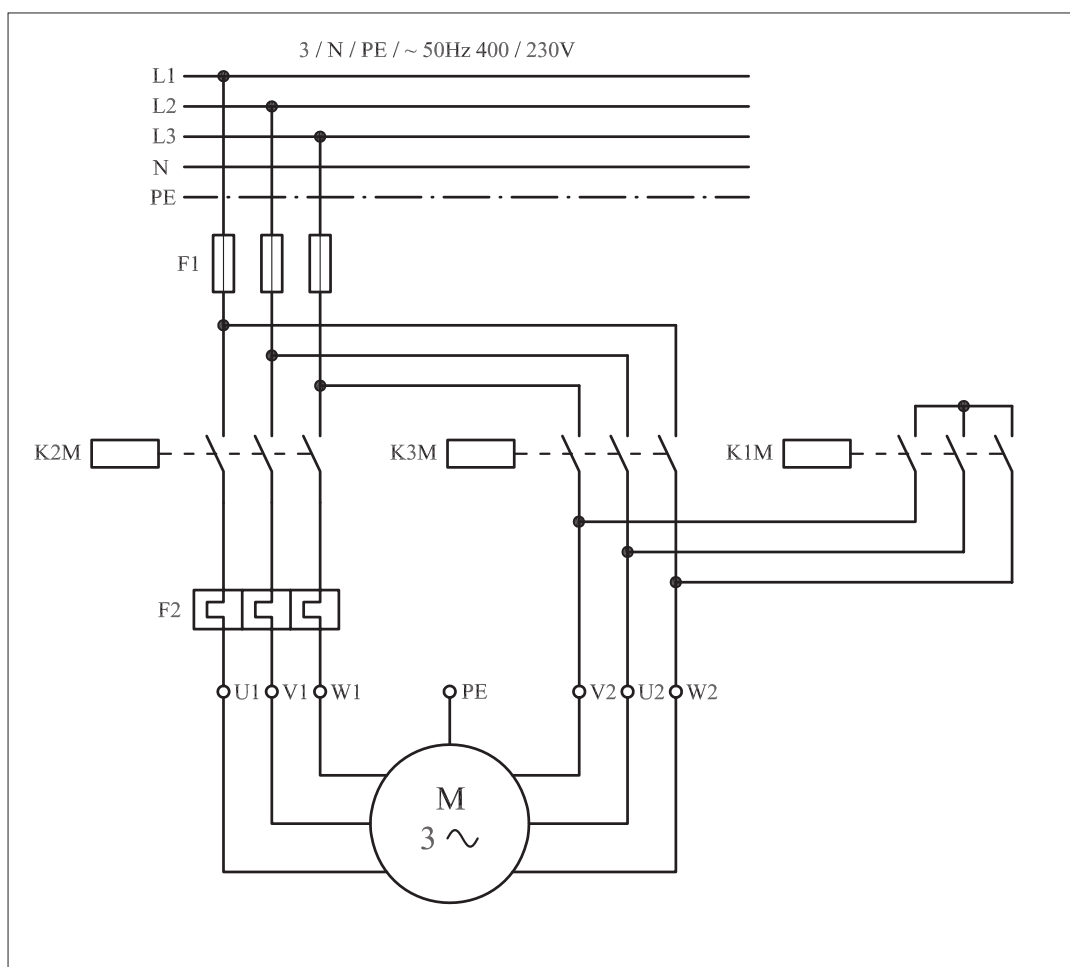 3 / N / PE / ~ 50Hz 400 / 230V
L1
L2
L3
N
PE
F1
K2M
K3M
K1M
F2
U1 V1 W1 PE V2 U2 W2
M
3 ~